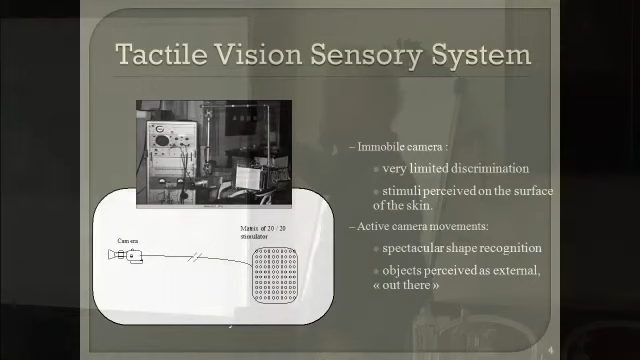 Tactile Vision Sensory System
– Immobile camera :
very limited discrimination
stimuli perceived on the surface
of the skin.
– Active camera movements:
spectacular shape recognition
objects perceived as external,
« out there »
Matrix of 20 / 20
stimulator
Camera
4